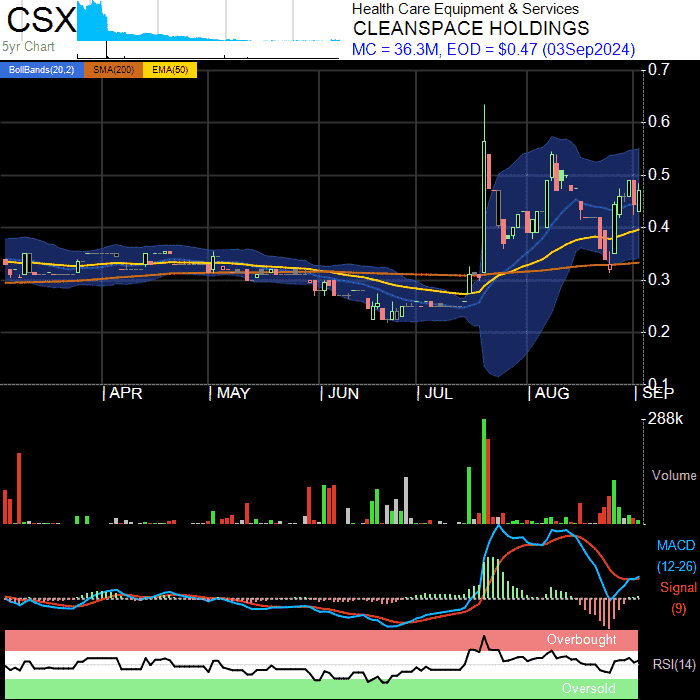 CSX
5yr Chart
Health Care Equipment & Services
CLEANSPACE HOLDINGS
MC = 36.3M, EOD = $0.47 (03Sep2024)
BollBands(20,2) SMA(200) EMA(50)
0.7
0.6
0.5
0.4
0.3
0.2
0.1
APR MAY JUN JUL AUG SEP
288k
Volume
MACD
(12-26)
Signal
(9)
Overbought
RSI(14)
Oversold